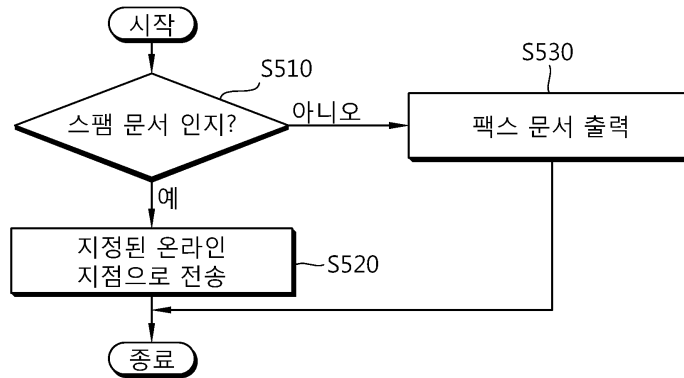 시작
S510
스팸 문서 인지?
아니오
S530
팩스 문서 출력
예
지정된 온라인
지점으로 전송
S520
종료